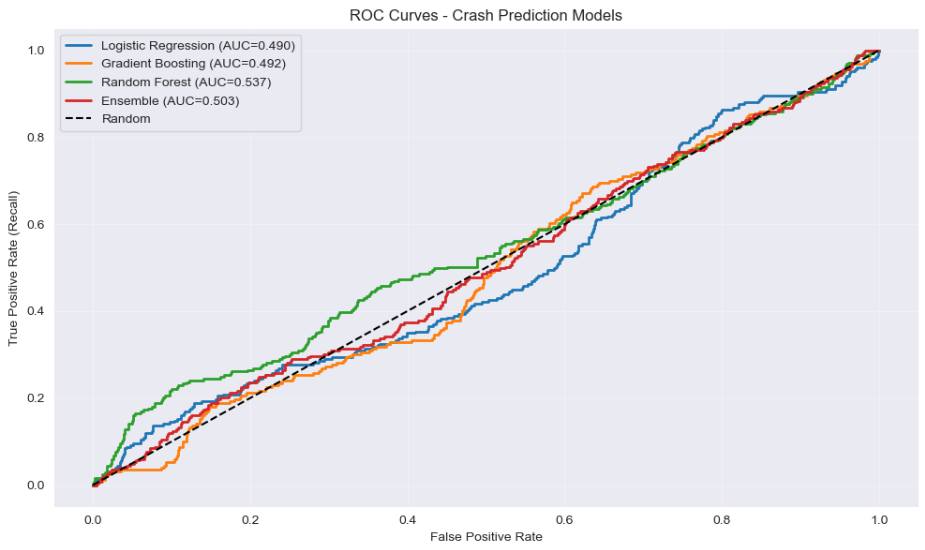 ROC Curves - Crash Prediction Models
Logistic Regression (AUC=0.490)
Gradient Boosting (AUC=0.492)
Random Forest (AUC=0.537)
Ensemble (AUC=0.503)
Random
True Positive Rate (Recall)
1.0
0.8
0.6
0.4
0.2
0.0
0.0 0.2 0.4 0.6 0.8 1.0
False Positive Rate